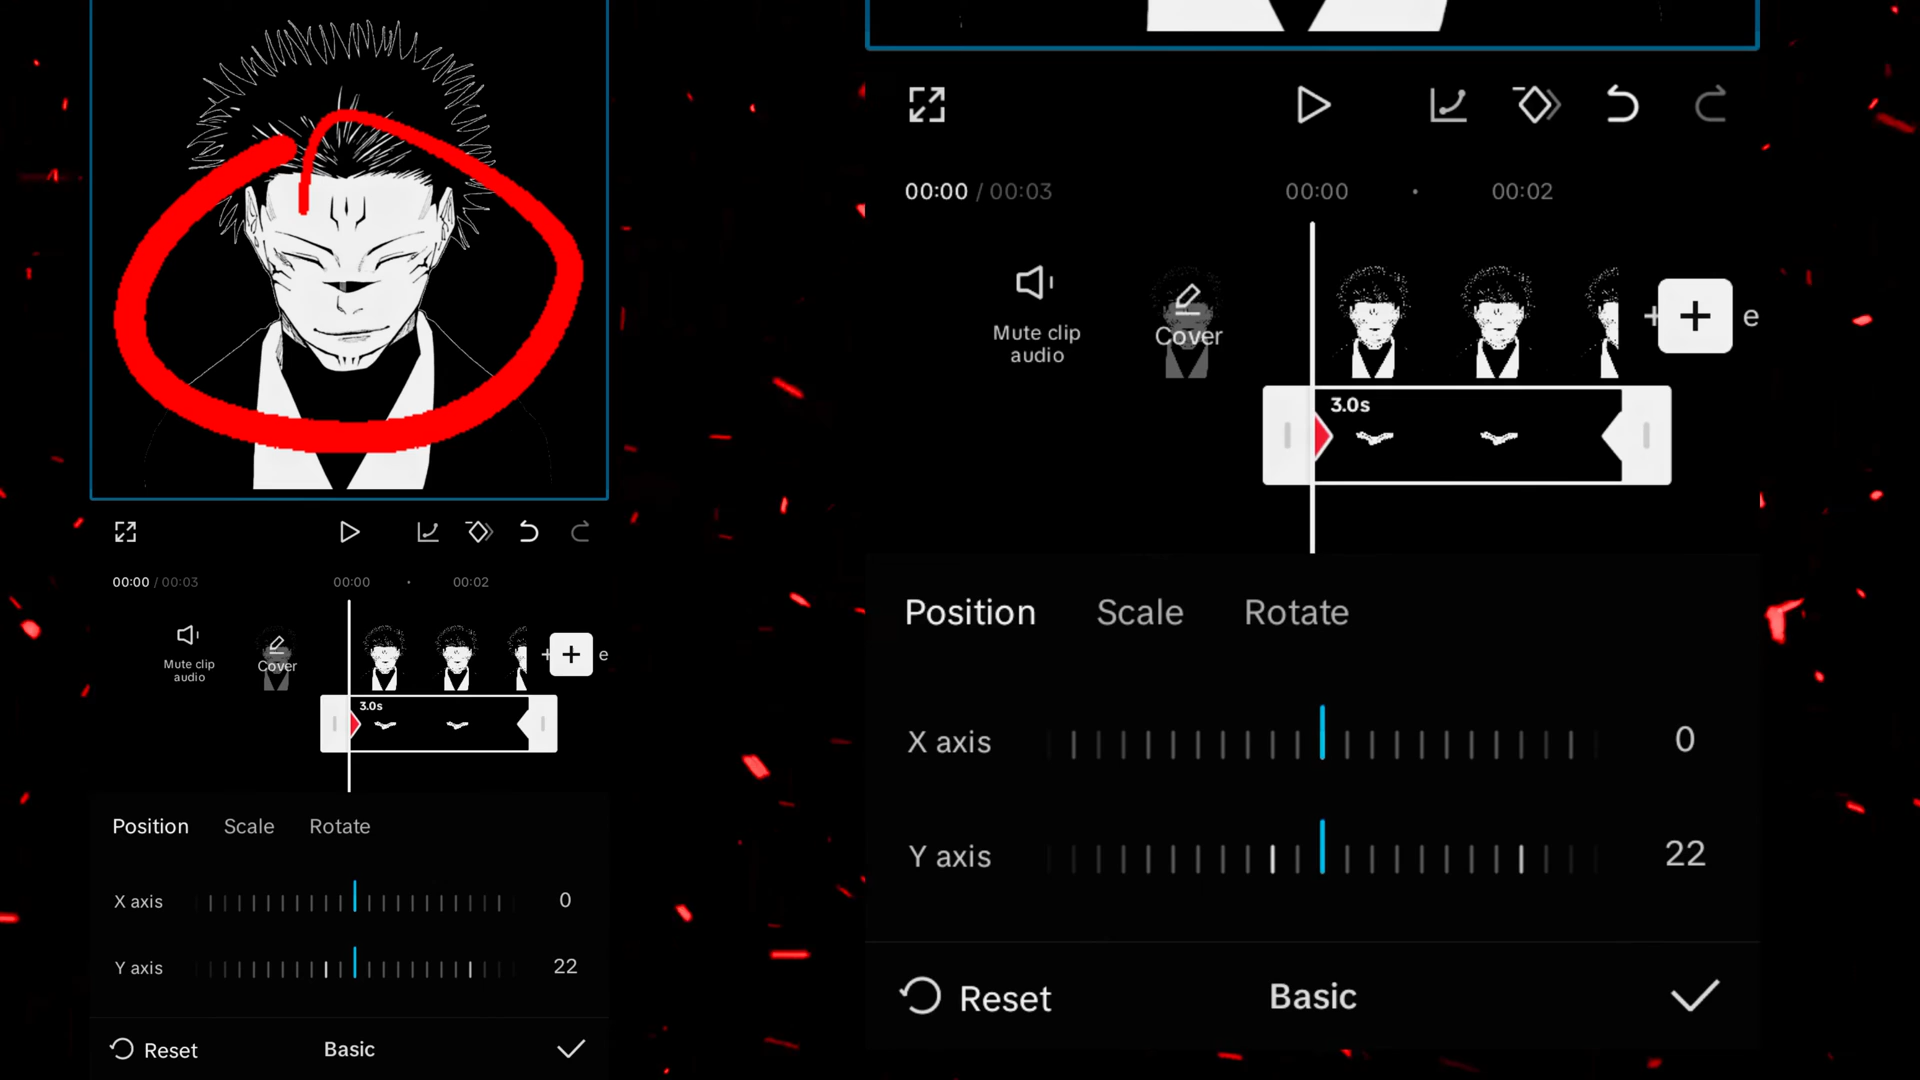 00:00 / 00:03
00:00
00:02
Mute clip
audio
Cover
+
+
e
3.0s
Position
Scale
Rotate
X axis
0
Y axis
22
Reset
Basic
00:00 / 00:03
00:00
00:02
Mute clip
audio
Cover
+
+
e
3.0s
Position
Scale
Rotate
X axis
0
Y axis
22
Reset
Basic